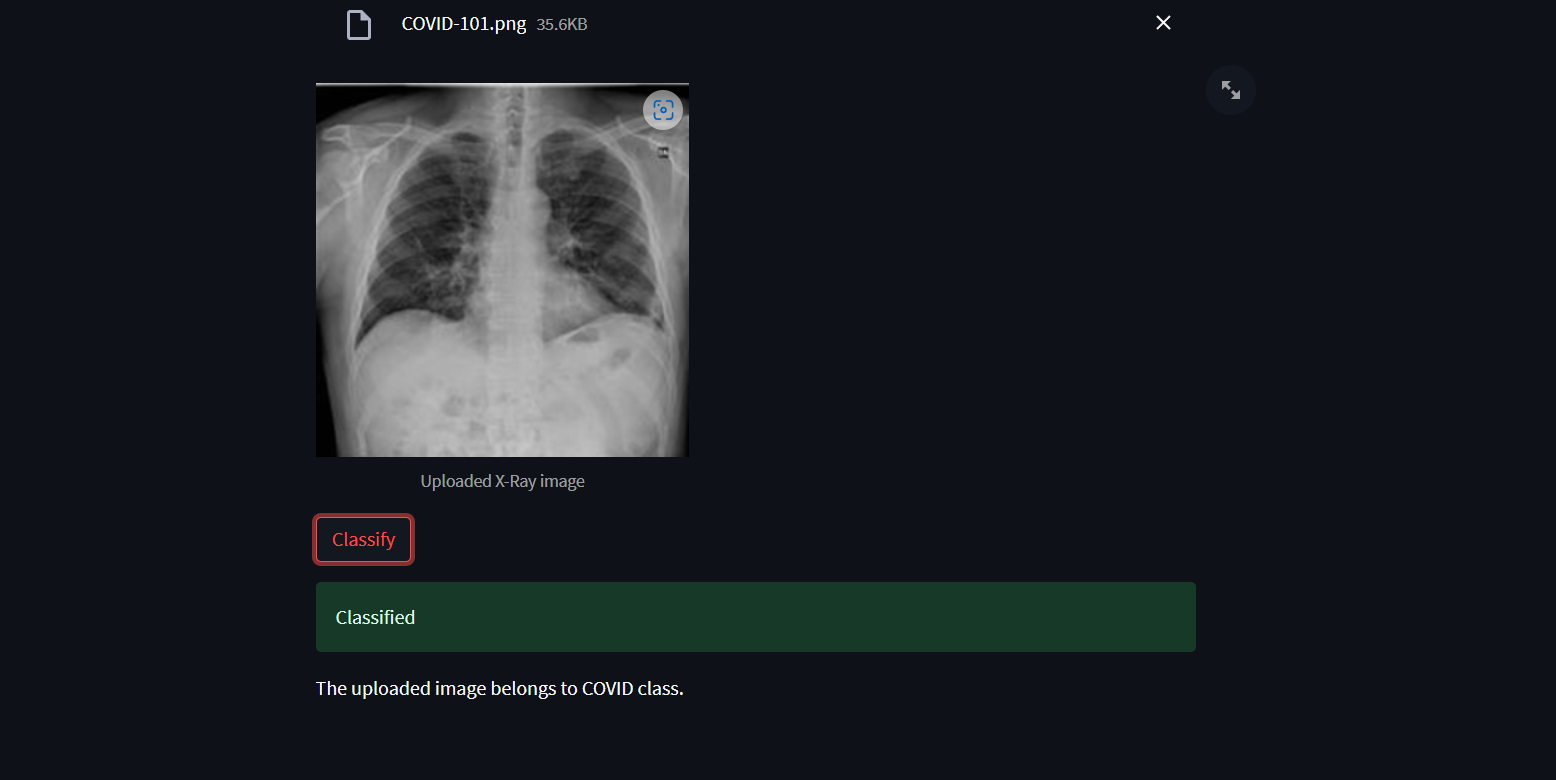 COVID-101.png 35.6KB
Uploaded X-Ray image
Classify
Classified
The uploaded image belongs to COVID class.